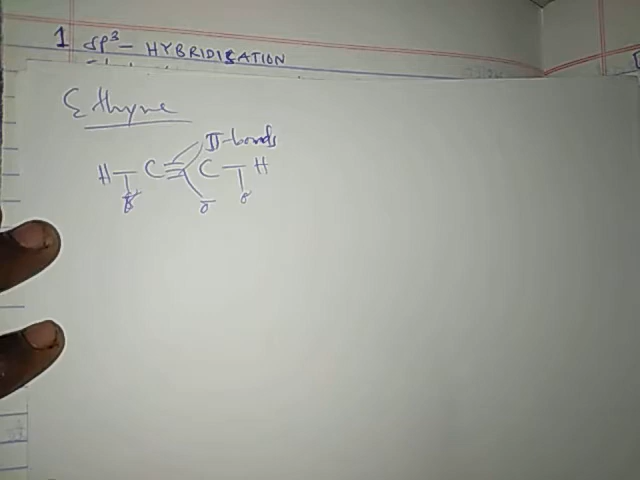 1 sp³ - HYBRIDISATION
Ethyne
π-bonds
H - C ≡ C - H
σ σ σ